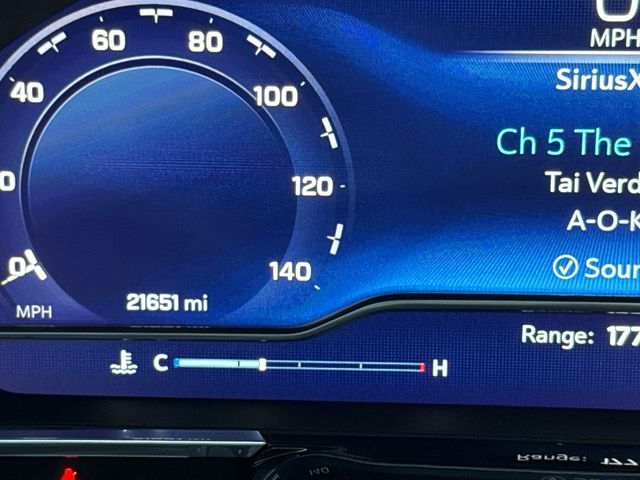 60
80
40
100
120
0
140
MPH
21651 mi
MPH
SiriusX
Ch 5 The
Tai Verd
A-O-K
Sour
Range: 177
C
H